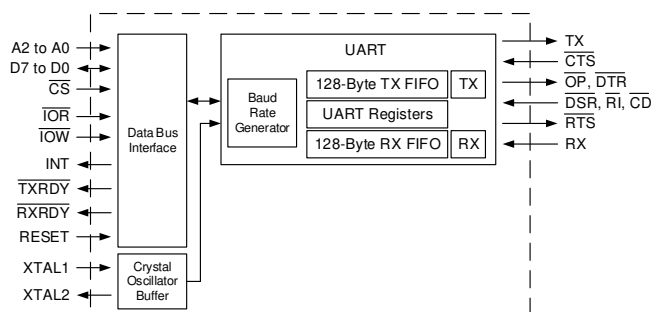 A2 to A0
D7 to D0
CS
IOR
IOW
INT
TXRDY
RXRDY
RESET
XTAL1
XTAL2
Data Bus
Interface
Crystal
Oscillator
Buffer
UART
Baud
Rate
Generator
128-Byte TX FIFO
TX
UART Registers
128-Byte RX FIFO
RX
TX
CTS
OP, DTR
DSR, RI, CD
RTS
RX